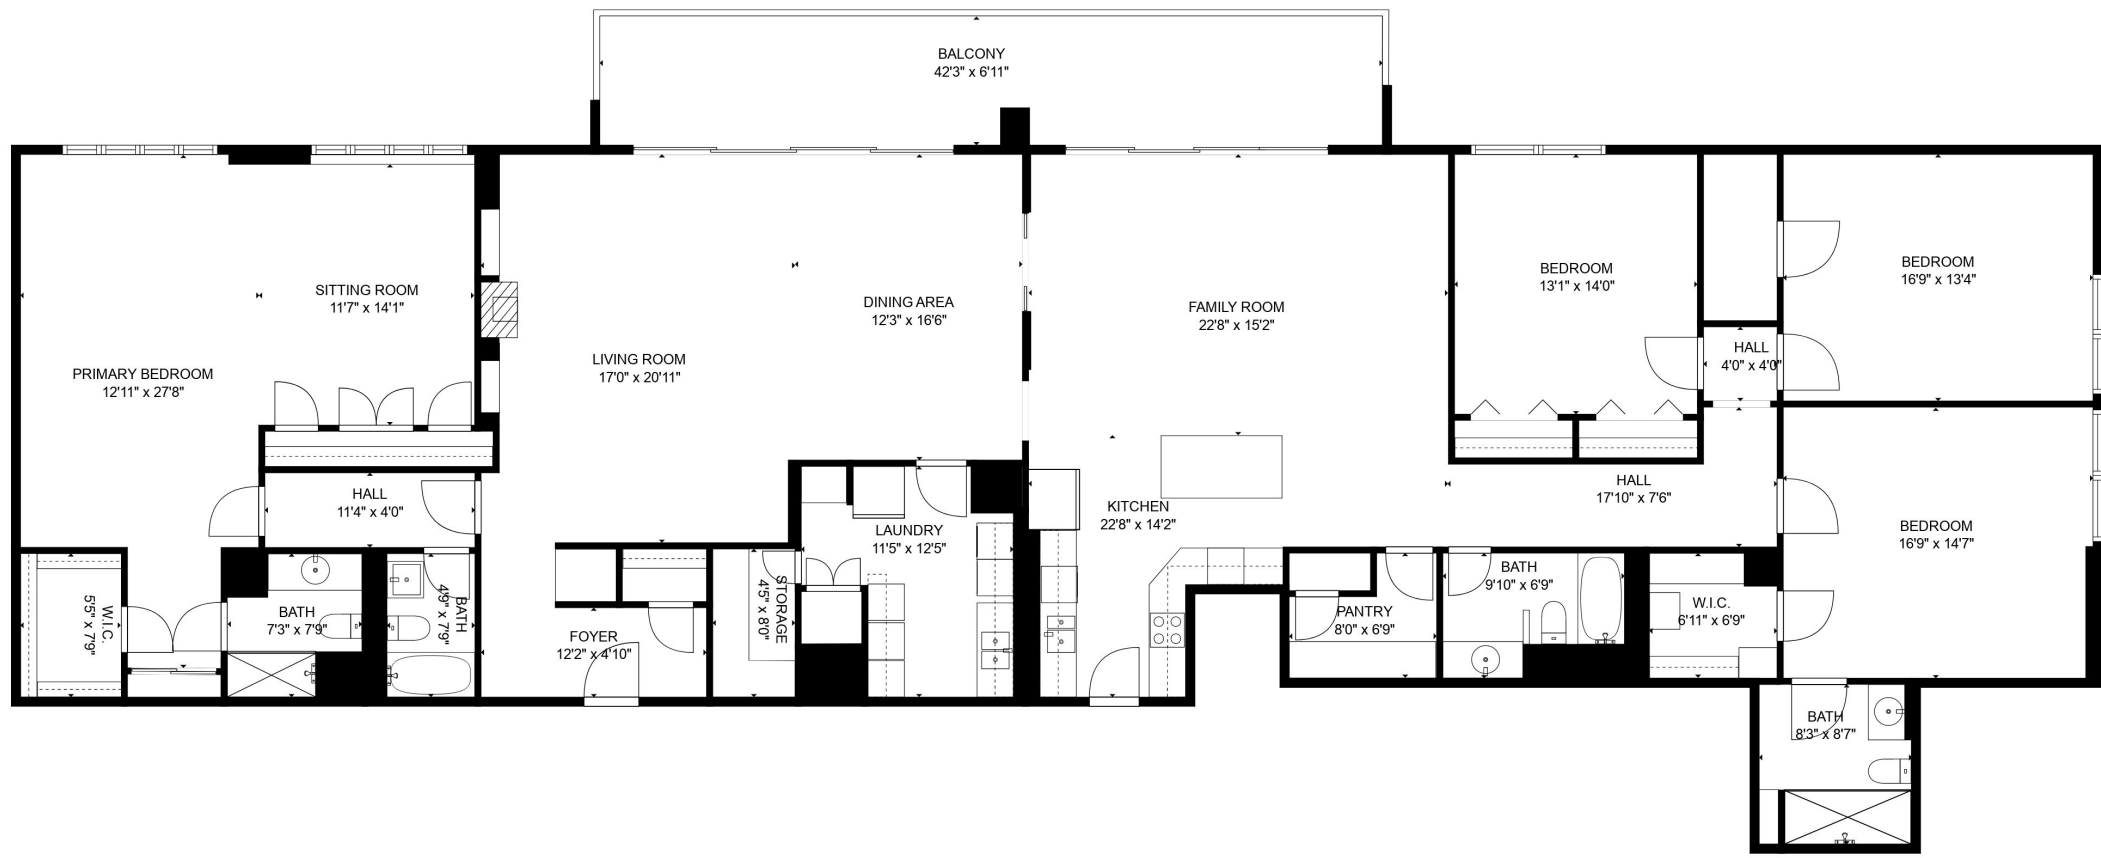 BALCONY
42'3" x 6'11"
SITTING ROOM
11'7" x 14'1"
PRIMARY BEDROOM
12'11" x 27'8"
LIVING ROOM
17'0" x 20'11"
DINING AREA
12'3" x 16'6"
FAMILY ROOM
22'8" x 15'2"
BEDROOM
13'1" x 14'0"
HALL
4'0" x 4'0"
BEDROOM
16'9" x 13'4"
HALL
11'4" x 4'0"
LAUNDRY
11'5" x 12'5"
KITCHEN
22'8" x 14'2"
HALL
17'10" x 7'6"
BEDROOM
16'9" x 14'7"
W.I.C.
5'5" x 7'9"
BATH
7'3" x 7'9"
BATH
4'9" x 7'9"
FOYER
12'2" x 4'10"
STORAGE
4'5" x 8'0"
PANTRY
8'0" x 6'9"
BATH
9'10" x 6'9"
W.I.C.
6'11" x 6'9"
BATH
8'3" x 8'7"